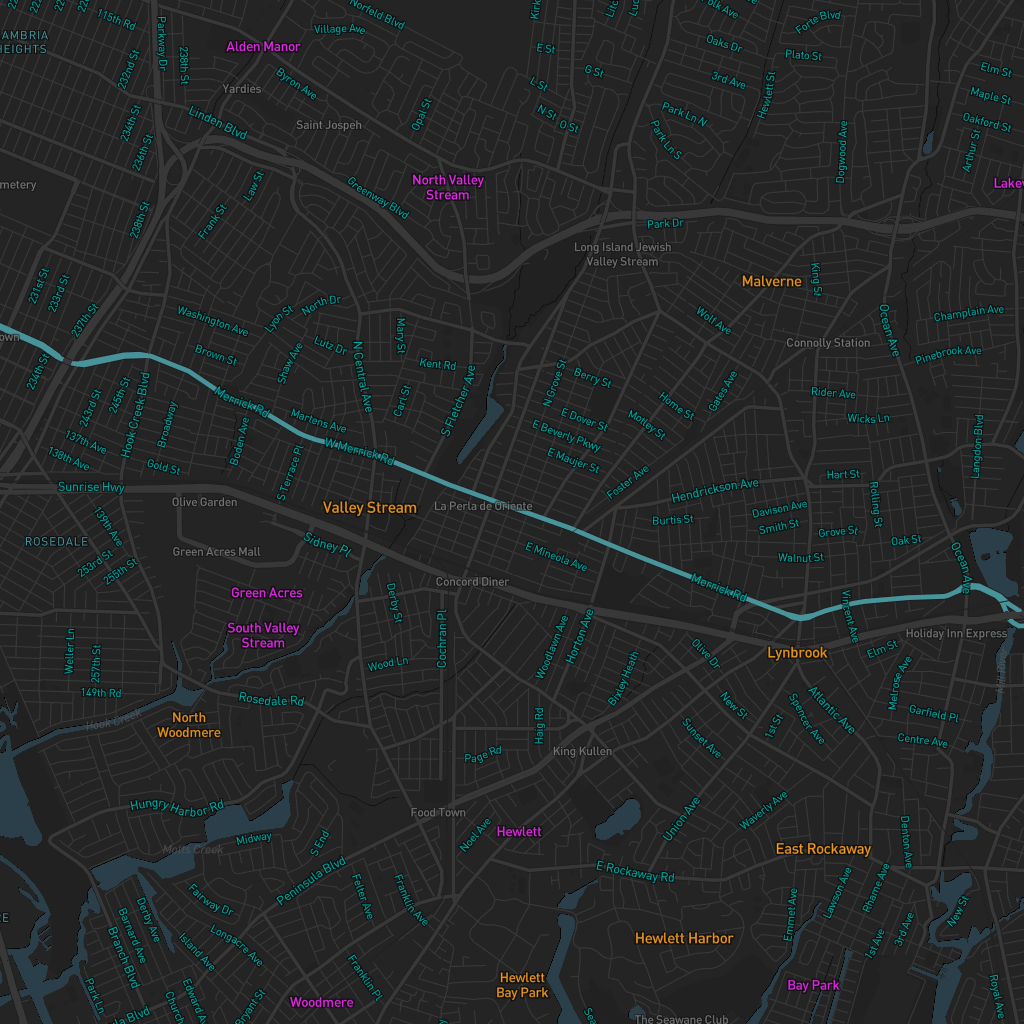 115th Rd
Norfeld Blvd
Village Ave
Alden Manor
Forte Blvd
Oaks Dr
Plato St
E St
G St
L St
N St
O St
3rd Ave
Hewlett St
Elm St
Maple St
Oakford St
Arthur St
HEIGHTS
232nd St
Parkway Dr
238th St
Yardies
Byron Ave
Saint Jospeh
Opal St
234th St
Linden Blvd
236th St
Park Ln N
Park Ln S
Dogwood Ave
North Valley
Stream
Law St
Greenway Blvd
Frank St
238th St
Park Dr
Long Island Jewish
Valley Stream
Malverne
King St
231st St
233rd St
237th St
234th St
Washington Ave
Lyon St
North Dr
Lutz Dr
Brown St
Shaw Ave
N Central Ave
Mary St
Kent Rd
Cart St
S Fletcher Ave
Wolf Ave
Ocean Ave
Champlain Ave
Connolly Station
Pinebrook Ave
N Grove St
Berry St
Home St
Gates Ave
Rider Ave
Wicks Ln
E Dover St
E Beverly Pkwy
E Maujer St
Motley St
Langdon Blvd
243rd St
245th St
Hook Creek Blvd
Broadway
Merrick Rd
Martens Ave
W Merrick Rd
Boden Ave
137th Ave
138th Ave
Gold St
S Terrace Pl
Sunrise Hwy
Olive Garden
Valley Stream
La Perla de Oriente
Foster Ave
Hendrickson Ave
Hart St
Rolling St
Davison Ave
Burtis St
Smith St
Grove St
Oak St
Walnut St
139th Ave
ROSEDALE
253rd St
255th St
Green Acres Mall
Sidney Pl
E Mineola Ave
Concord Diner
Merrick Rd
Ocean Ave
Vincent Ave
Green Acres
South Valley
Stream
Derby St
Cochran Pl
Woodlawn Ave
Horton Ave
Holiday Inn Express
Lynbrook
Olive Dr
Elm St
Weller Ln
257th St
149th Rd
Wood Ln
Rosedale Rd
Hook Creek
North
Woodmere
Bixley Heath
Haig Rd
New St
1st St
Spencer Ave
Atlantic Ave
Melrose Ave
Garfield Pl
Centre Ave
Sunset Ave
Page Rd
King Kullen
Hungry Harbor Rd
Food Town
Noel Ave
Hewlett
Union Ave
Waverly Ave
Midway
Motts Creek
S End
East Rockaway
Denton Ave
E Rockaway Rd
Peninsula Blvd
Felter Ave
Franklin Ave
Fairway Dr
Barnard Ave
Derby Ave
Branch Blvd
Island Ave
Longacre Ave
Hewlett Harbor
Emmet Ave
Lawson Ave
Rhame Ave
1st Ave
3rd Ave
New St
Park Ln
Franklin Pl
Bryant St
Woodmere
Hewlett
Bay Park
Bay Park
Royal Ave
The Seawane Club